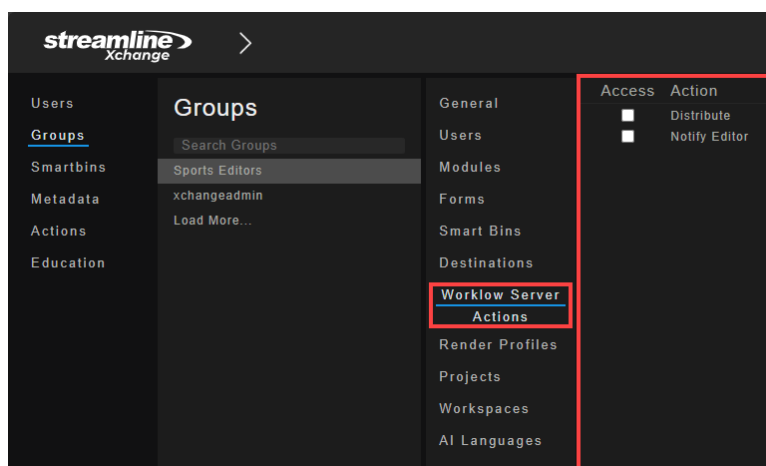 streamline
Xchange
Users
Groups
Smartbins
Metadata
Actions
Education
Groups
Search Groups
Sports Editors
xchangeadmin
Load More...
General
Users
Modules
Forms
Smart Bins
Destinations
Worklow Server
Actions
Render Profiles
Projects
Workspaces
AI Languages
Access Action
Distribute
Notify Editor